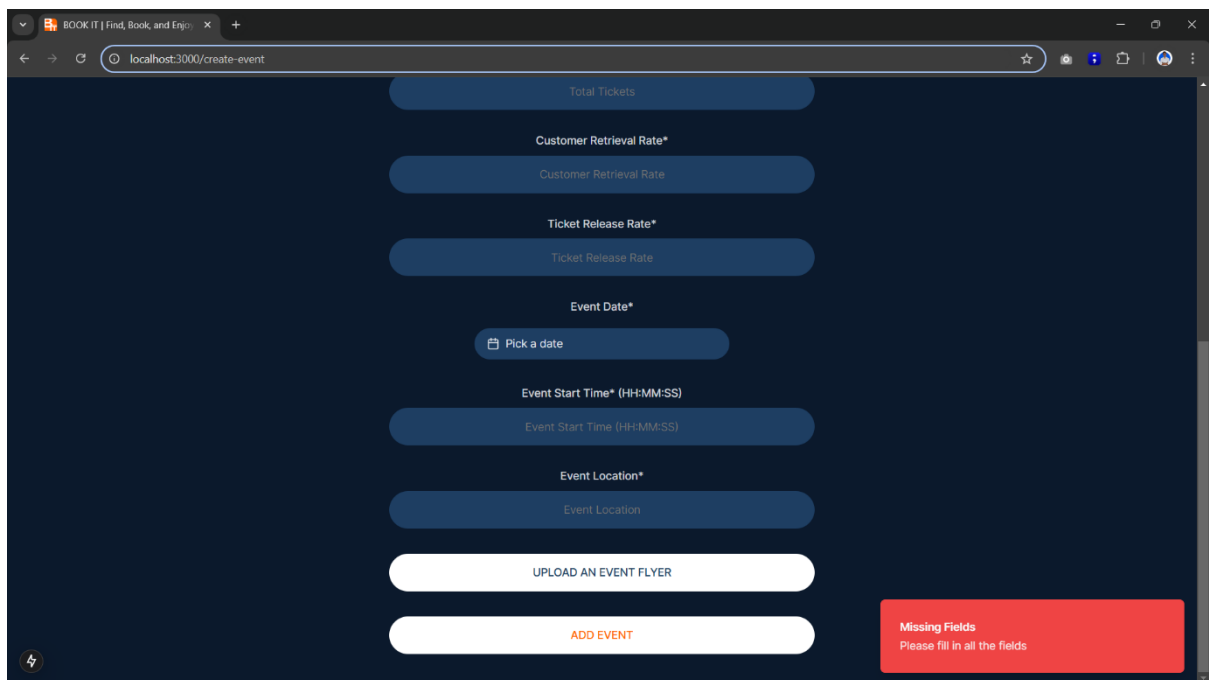 BOOK IT | Find, Book, and Enjoy
localhost:3000/create-event
Total Tickets
Customer Retrieval Rate*
Customer Retrieval Rate
Ticket Release Rate*
Ticket Release Rate
Event Date*
Pick a date
Event Start Time* (HH:MM:SS)
Event Start Time (HH:MM:SS)
Event Location*
Event Location
UPLOAD AN EVENT FLYER
ADD EVENT
Missing Fields
Please fill in all the fields